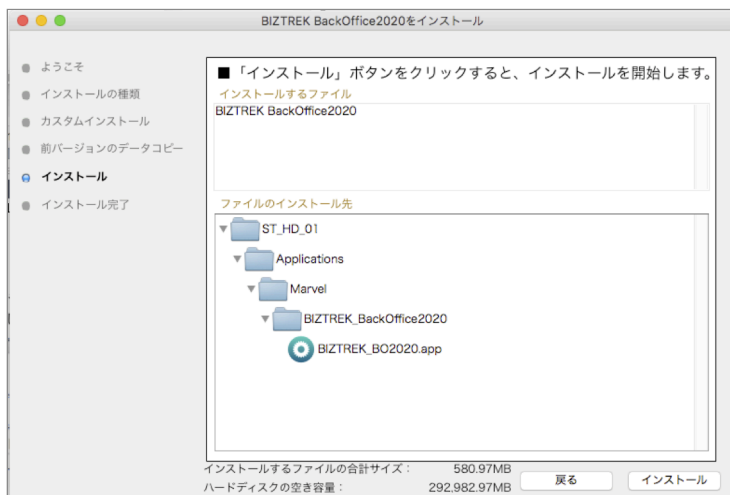 BIZTREK BackOffice2020をインストール
ようこそ
インストールの種類
カスタムインストール
前バージョンのデータコピー
インストール
インストール完了
■「インストール」ボタンをクリックすると、インストールを開始します。
インストールするファイル
BIZTREK BackOffice2020
ファイルのインストール先
ST_HD_01
Applications
Marvel
BIZTREK_BackOffice2020
BIZTREK_BO2020.app
インストールするファイルの合計サイズ： 580.97MB
ハードディスクの空き容量： 292,982.97MB
戻る
インストール